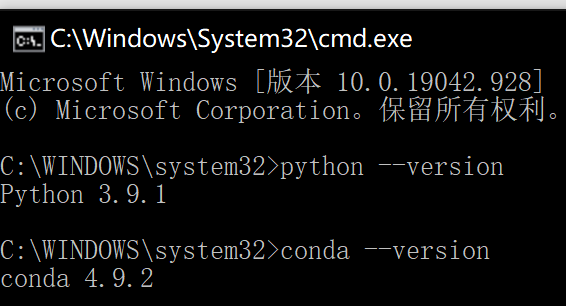 C:\Windows\System32\cmd.exe
Microsoft Windows [版本 10.0.19042.928]
(c) Microsoft Corporation。保留所有权利。
C:\WINDOWS\system32>python --version
Python 3.9.1
C:\WINDOWS\system32>conda --version
conda 4.9.2